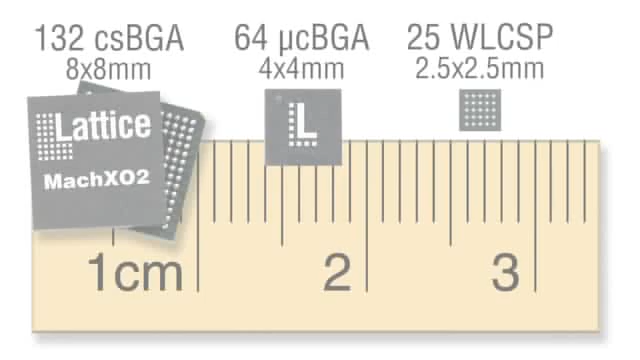 132 csBGA
8x8mm
64 µcBGA
4x4mm
25 WLCSP
2.5x2.5mm
Lattice
MachXO2
L
1cm
2
3